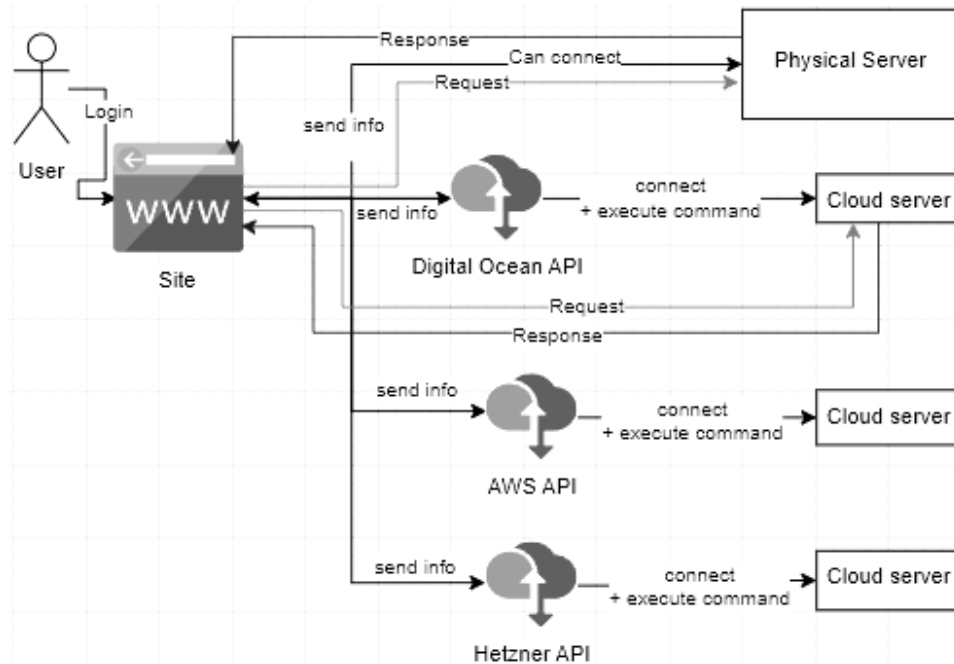 Response
Can connect
Physical Server
Request
Login
send info
User
www
Site
send info
Digital Ocean API
connect
+ execute command
Cloud server
Request
Response
send info
AWS API
connect
+ execute command
Cloud server
send info
Hetzner API
connect
+ execute command
Cloud server